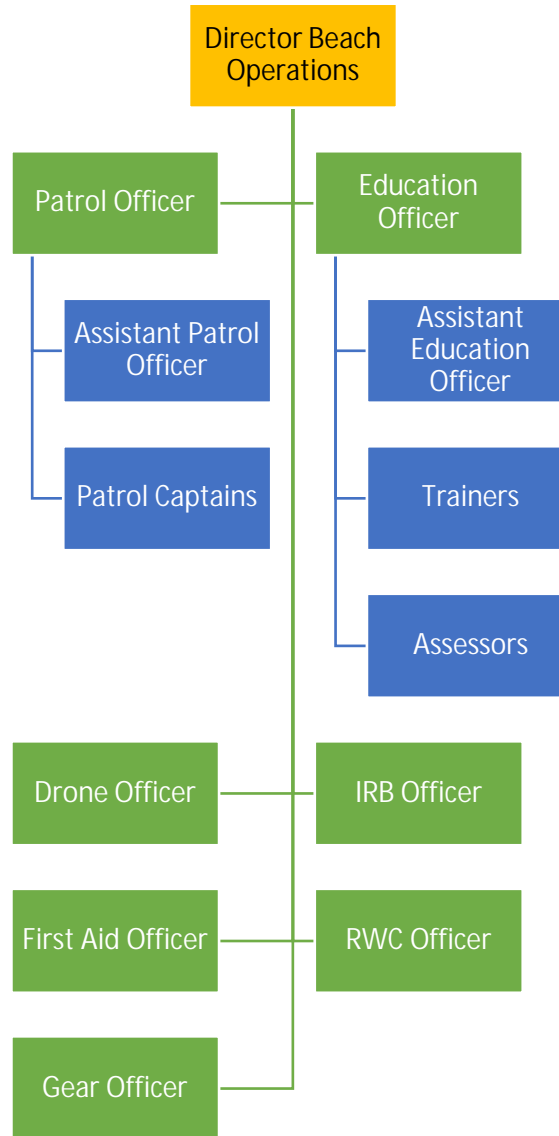 Director Beach
Operations
Patrol Officer
Education
Officer
Assistant Patrol
Officer
Assistant
Education
Officer
Patrol Captains
Trainers
Assessors
Drone Officer
IRB Officer
First Aid Officer
RWC Officer
Gear Officer